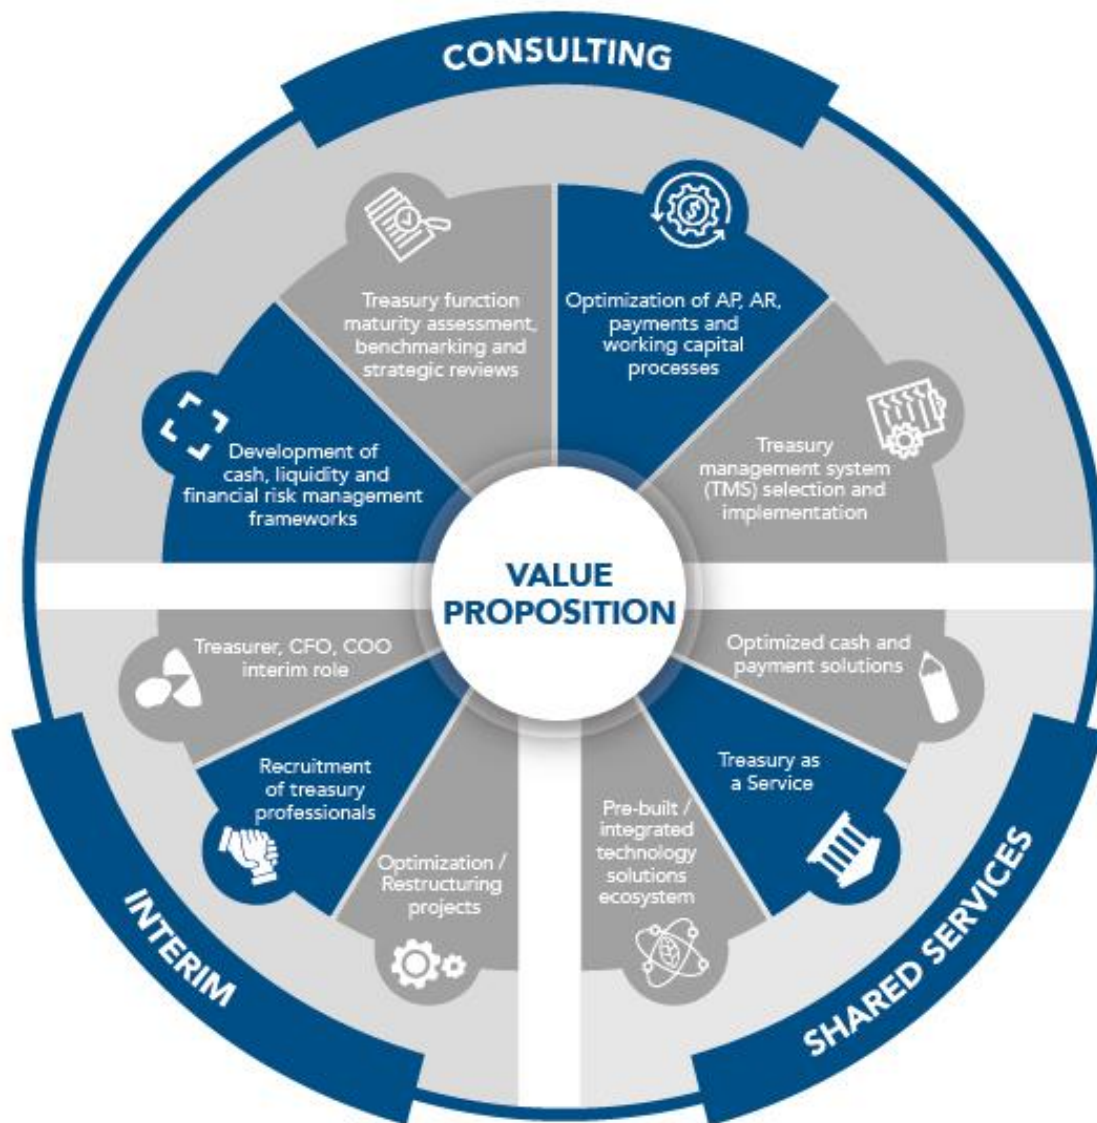 CONSULTING
Treasury function
maturity assessment,
benchmarking and
strategic reviews
Optimization of AP, AR,
payments and
working capital
processes
Development of
cash, liquidity and
financial risk management
frameworks
Treasury
management system
(TMS) selection and
implementation
VALUE
PROPOSITION
Treasurer, CFO, COO
interim role
Recruitment
of treasury
professionals
Optimization /
Restructuring
projects
Optimized cash and
payment solutions
Treasury as
a Service
Pre-built /
integrated
technology
solutions
ecosystem
INTERIM
SHARED SERVICES